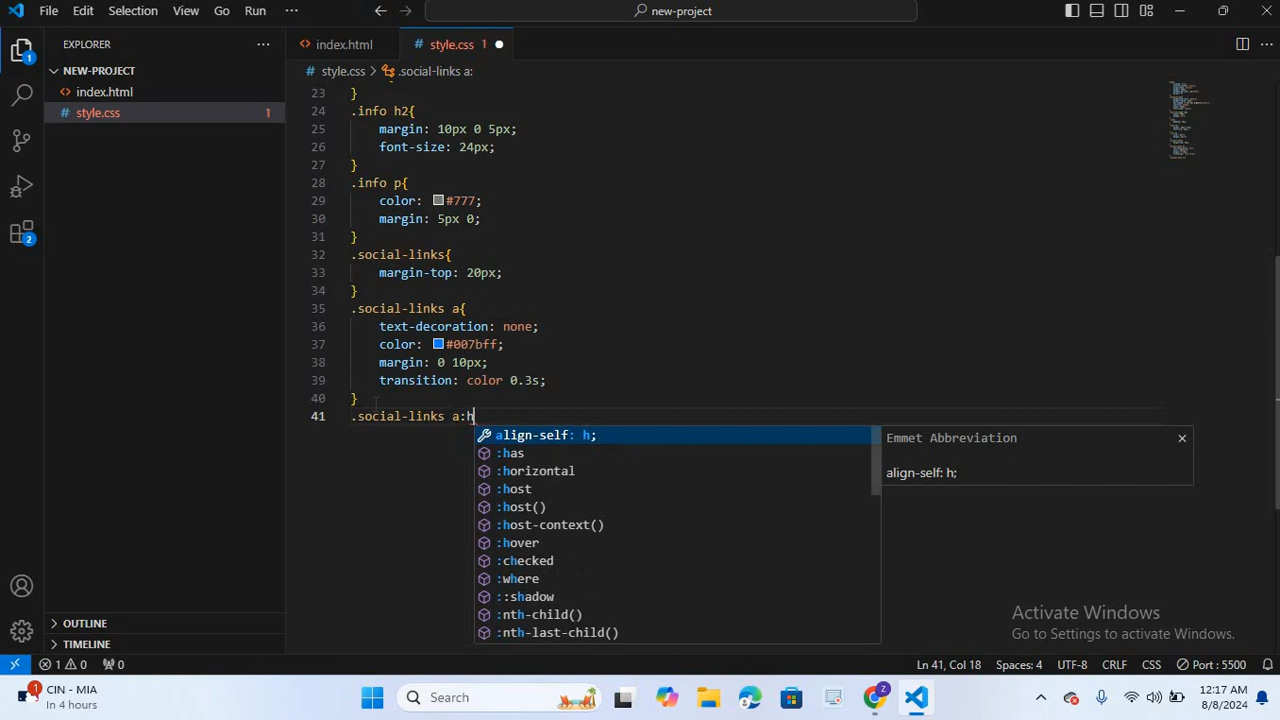 File Edit Selection View Go Run ···
new-project
EXPLORER ···
index.html
style.css 1
NEW-PROJECT
index.html
style.css 1
style.css > .social-links a:
23 }
24 .info h2{
25 margin: 10px 0 5px;
26 font-size: 24px;
27 }
28 .info p{
29 color: #777;
30 margin: 5px 0;
31 }
32 .social-links{
33 margin-top: 20px;
34 }
35 .social-links a{
36 text-decoration: none;
37 color: #007bff;
38 margin: 0 10px;
39 transition: color 0.3s;
40 }
41 .social-links a:h
align-self: h;
:has
:horizontal
:host
:host()
:host-context()
:hover
:checked
:where
::shadow
:nth-child()
:nth-last-child()
Emmet Abbreviation
align-self: h;
1
2
Activate Windows
Go to Settings to activate Windows.
OUTLINE
TIMELINE
1 0 0
Ln 41, Col 18 Spaces: 4 UTF-8 CRLF CSS Port : 5500
1 CIN - MIA
In 4 hours
Search
Z
12:17 AM
8/8/2024